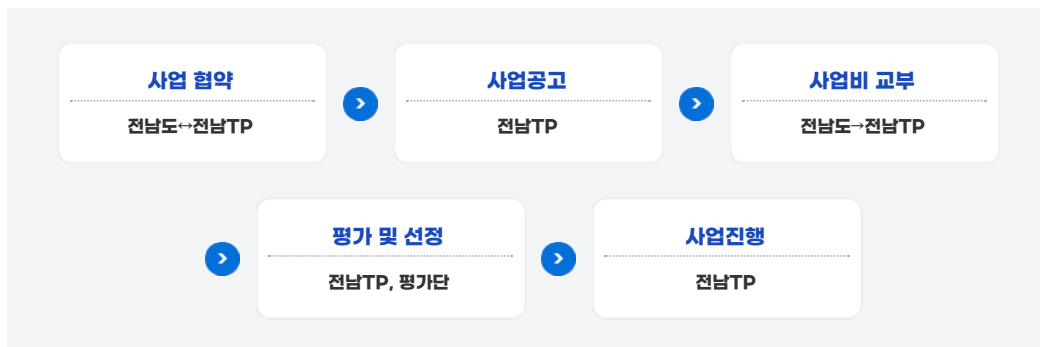 사업 협약
전남도↔전남TP
사업공고
전남TP
사업비 교부
전남도→전남TP
평가 및 선정
전남TP, 평가단
사업진행
전남TP